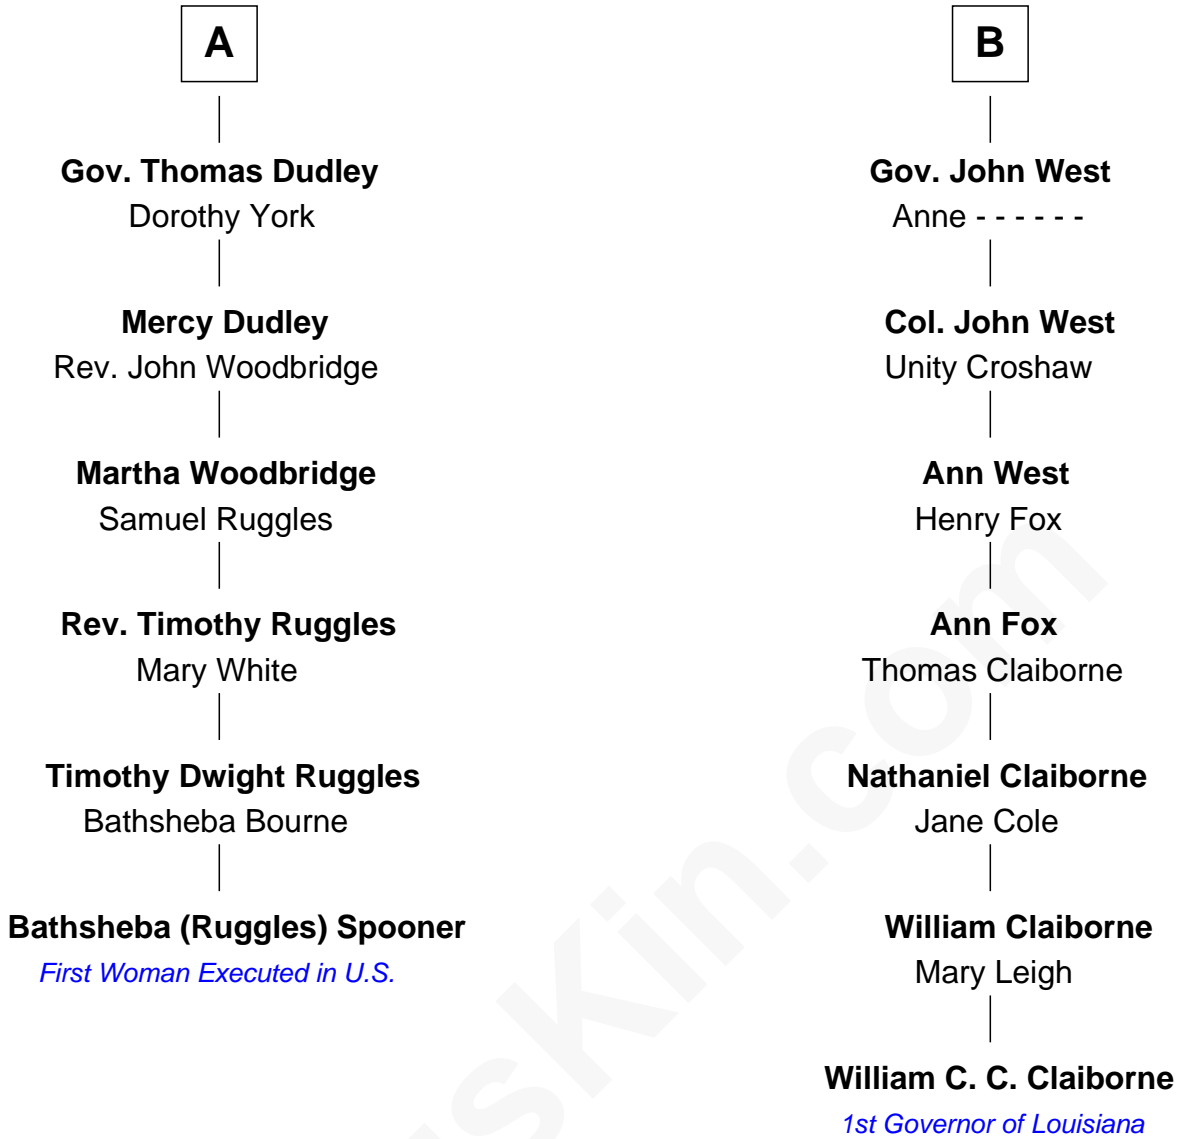 A
Gov. Thomas Dudley
Dorothy York
Mercy Dudley
Rev. John Woodbridge
Martha Woodbridge
Samuel Ruggles
Rev. Timothy Ruggles
Mary White
Timothy Dwight Ruggles
Bathsheba Bourne
Bathsheba (Ruggles) Spooner
First Woman Executed in U.S.
B
Gov. John West
Anne - - - - - -
Col. John West
Unity Croshaw
Ann West
Henry Fox
Ann Fox
Thomas Claiborne
Nathaniel Claiborne
Jane Cole
William Claiborne
Mary Leigh
William C. C. Claiborne
1st Governor of Louisiana